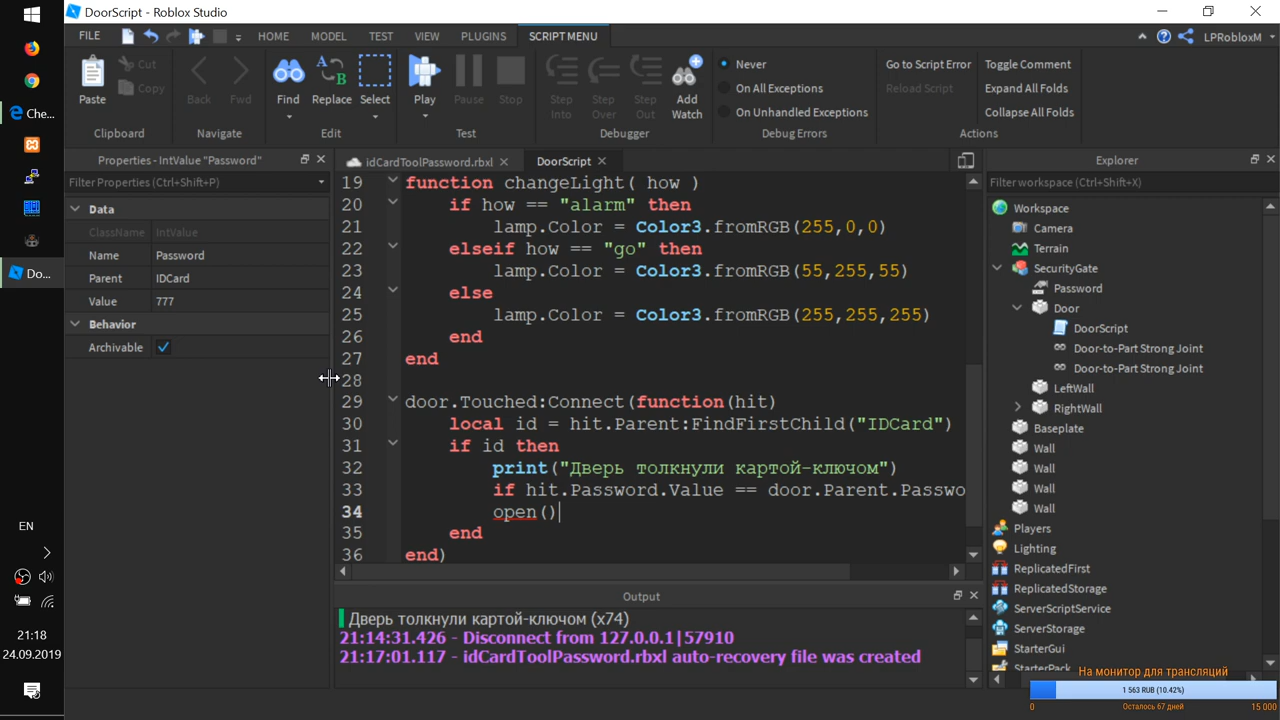 DoorScript - Roblox Studio
FILE
HOME
MODEL
TEST
VIEW
PLUGINS
SCRIPT MENU
LPRobloxM
Paste
Cut
Copy
Clipboard
Back
Fwd
Navigate
Find
Replace
Select
Edit
Play
Pause
Stop
Test
Step Into
Step Over
Step Out
Add Watch
Debugger
Never
On All Exceptions
On Unhandled Exceptions
Debug Errors
Go to Script Error
Reload Script
Toggle Comment
Expand All Folds
Collapse All Folds
Actions
Che...
Do...
EN
21:18
24.09.2019
Properties - IntValue "Password"
Filter Properties (Ctrl+Shift+P)
Data
ClassName IntValue
Name Password
Parent IDCard
Value 777
Behavior
Archivable
idCardToolPassword.rbxl
DoorScript
19 function changeLight( how )
20 if how == "alarm" then
21 lamp.Color = Color3.fromRGB(255,0,0)
22 elseif how == "go" then
23 lamp.Color = Color3.fromRGB(55,255,55)
24 else
25 lamp.Color = Color3.fromRGB(255,255,255)
26 end
27 end
28
29 door.Touched:Connect(function(hit)
30 local id = hit.Parent:FindFirstChild("IDCard")
31 if id then
32 print("Дверь толкнули картой-ключом")
33 if hit.Password.Value == door.Parent.Passwo
34 open()
35 end
36 end)
Output
Дверь толкнули картой-ключом (x74)
21:14:31.426 - Disconnect from 127.0.0.1|57910
21:17:01.117 - idCardToolPassword.rbxl auto-recovery file was created
Explorer
Filter workspace (Ctrl+Shift+X)
Workspace
Camera
Terrain
SecurityGate
Password
Door
DoorScript
Door-to-Part Strong Joint
Door-to-Part Strong Joint
LeftWall
RightWall
Baseplate
Wall
Wall
Wall
Wall
Players
Lighting
ReplicatedFirst
ReplicatedStorage
ServerScriptService
ServerStorage
StarterGui
StarterPack
На монитор для трансляций
1 563 RUB (10.42%)
0
Осталось 67 дней
15 000